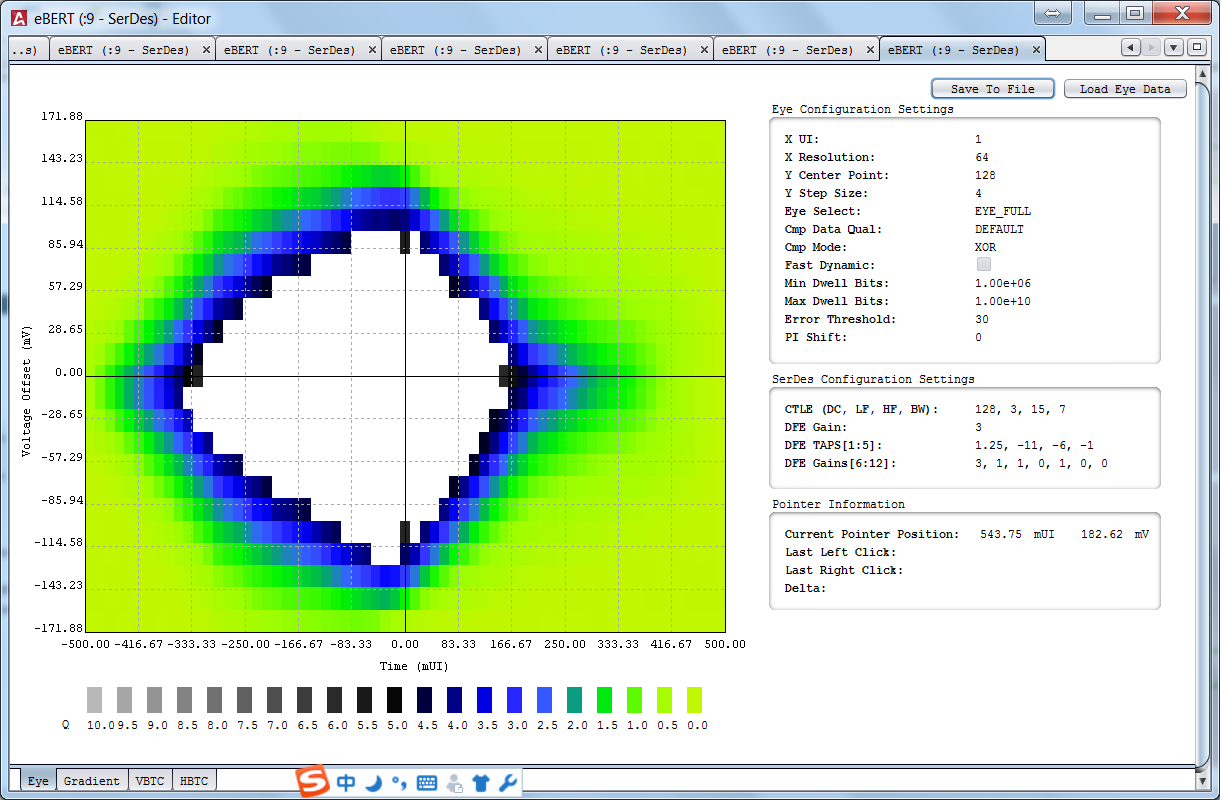 eBERT (:9 - SerDes) - Editor
..s) eBERT (:9 - SerDes) eBERT (:9 - SerDes) eBERT (:9 - SerDes) eBERT (:9 - SerDes) eBERT (:9 - SerDes) eBERT (:9 - SerDes)
Save To File Load Eye Data
Eye Configuration Settings
X UI: 1
X Resolution: 64
Y Center Point: 128
Y Step Size: 4
Eye Select: EYE_FULL
Cmp Data Qual: DEFAULT
Cmp Mode: XOR
Fast Dynamic:
Min Dwell Bits: 1.00e+06
Max Dwell Bits: 1.00e+10
Error Threshold: 30
PI Shift: 0
SerDes Configuration Settings
CTLE (DC, LF, HF, BW): 128, 3, 15, 7
DFE Gain: 3
DFE TAPS[1:5]: 1.25, -11, -6, -1
DFE Gains[6:12]: 3, 1, 1, 0, 1, 0, 0
Pointer Information
Current Pointer Position: 543.75 mUI 182.62 mV
Last Left Click:
Last Right Click:
Delta:
Voltage Offset (mV)
171.88
143.23
114.58
85.94
57.29
28.65
0.00
-28.65
-57.29
-85.94
-114.58
-143.23
-171.88
-500.00 -416.67 -333.33 -250.00 -166.67 -83.33 0.00 83.33 166.67 250.00 333.33 416.67 500.00
Time (mUI)
Q 10.0 9.5 9.0 8.5 8.0 7.5 7.0 6.5 6.0 5.5 5.0 4.5 4.0 3.5 3.0 2.5 2.0 1.5 1.0 0.5 0.0
Eye Gradient VBTC HBTC
S 中